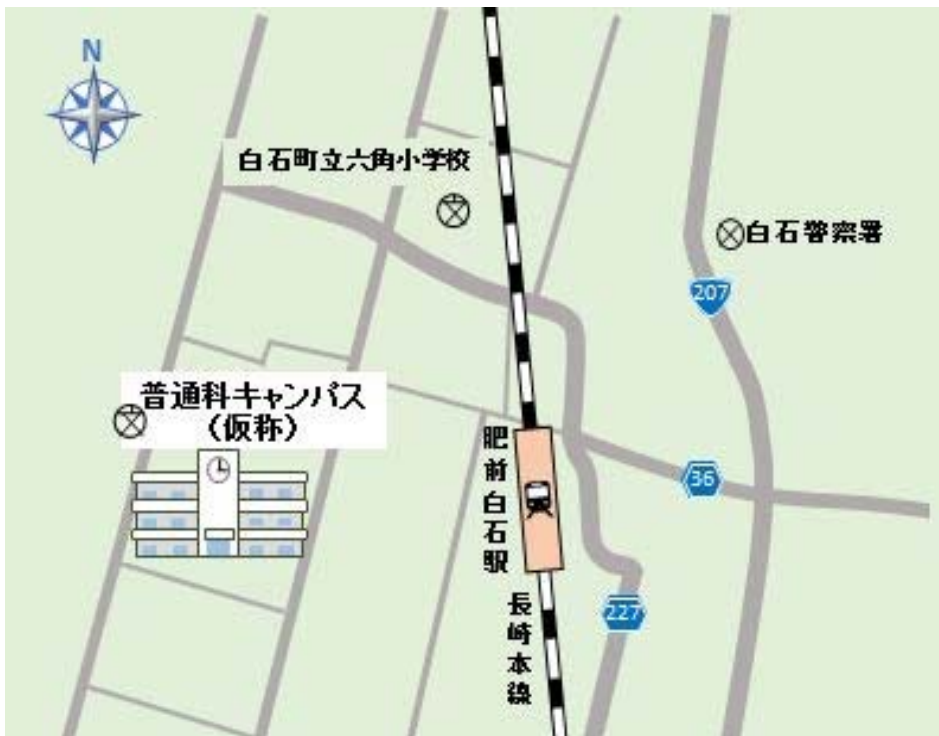 N
白石町立六角小学校
白石警察署
207
普通科キャンパス
(仮称)
36
肥前白石駅
227
長崎本線